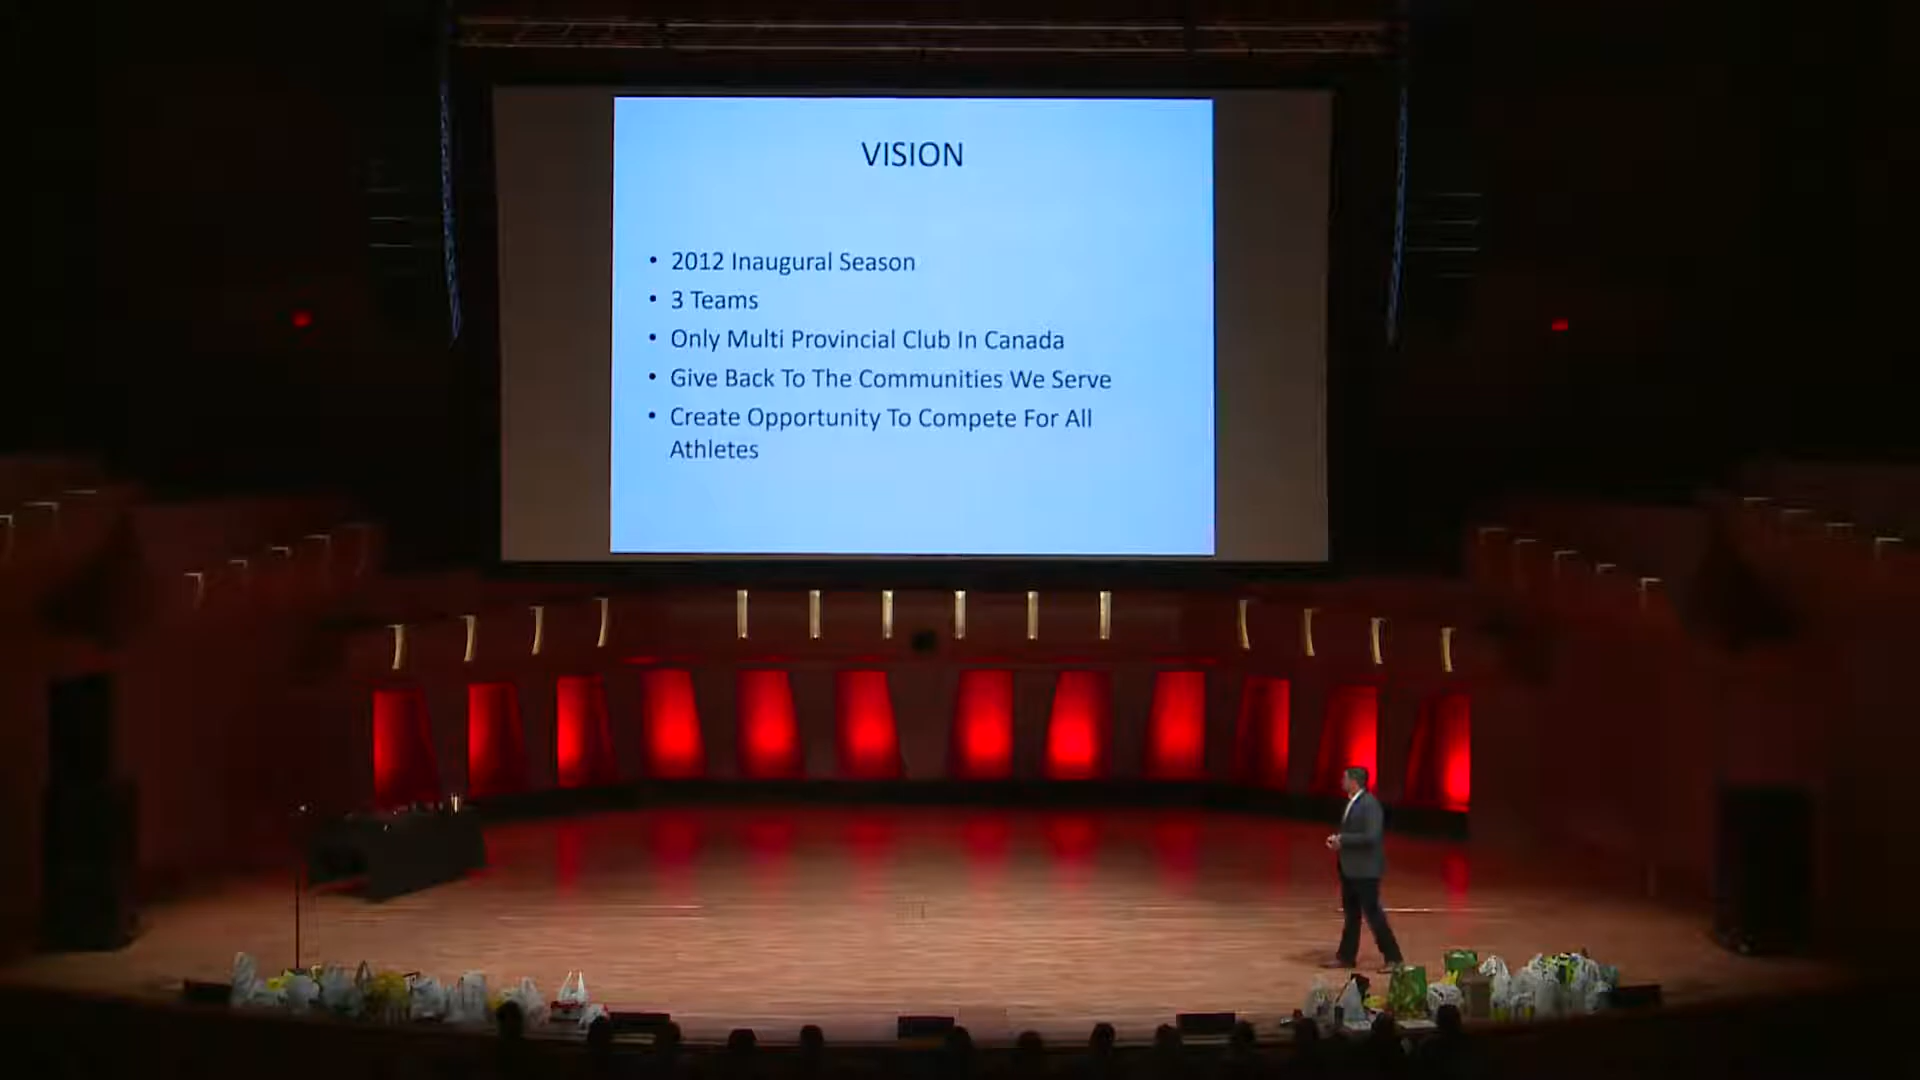 VISION
• 2012 Inaugural Season
• 3 Teams
• Only Multi Provincial Club In Canada
• Give Back To The Communities We Serve
• Create Opportunity To Compete For All
Athletes